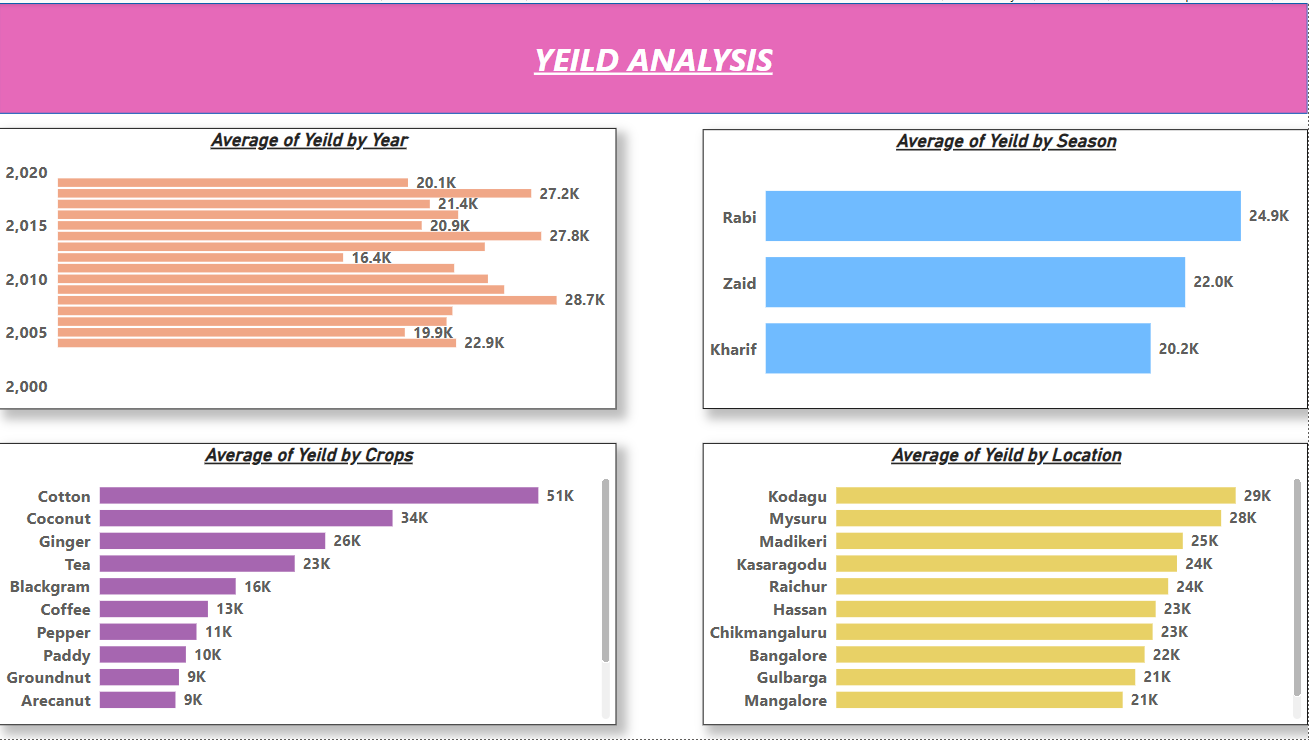 YEILD ANALYSIS
Average of Yeild by Year
2,020
20.1K
27.2K
21.4K
2,015
20.9K
27.8K
16.4K
2,010
28.7K
2,005
19.9K
22.9K
2,000
Average of Yeild by Season
Rabi 24.9K
Zaid 22.0K
Kharif 20.2K
Average of Yeild by Crops
Cotton 51K
Coconut 34K
Ginger 26K
Tea 23K
Blackgram 16K
Coffee 13K
Pepper 11K
Paddy 10K
Groundnut 9K
Arecanut 9K
Average of Yeild by Location
Kodagu 29K
Mysuru 28K
Madikeri 25K
Kasaragodu 24K
Raichur 24K
Hassan 23K
Chikmangaluru 23K
Bangalore 22K
Gulbarga 21K
Mangalore 21K